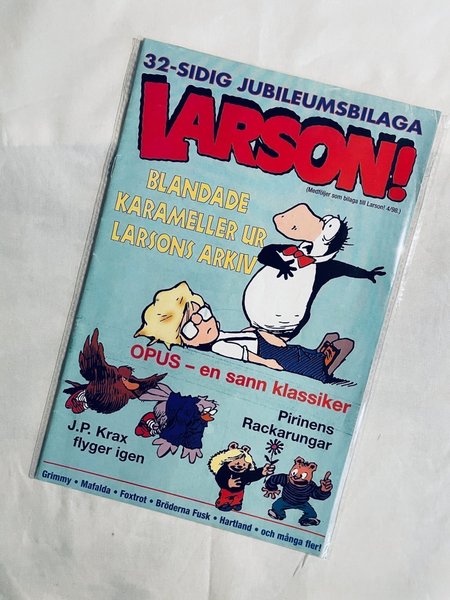 32-SIDIG JUBILEUMSBILAGA
LARSON!
(Medföljer som bilaga till Larson! 4/98.)
BLANDADE
KARAMELLER UR
LARSONS ARKIV
OPUS – en sann klassiker
J.P. Krax
flyger igen
Pirinens
Rackarungar
Grimmy • Mafalda • Foxtrot • Bröderna Fusk • Hartland • och många fler!